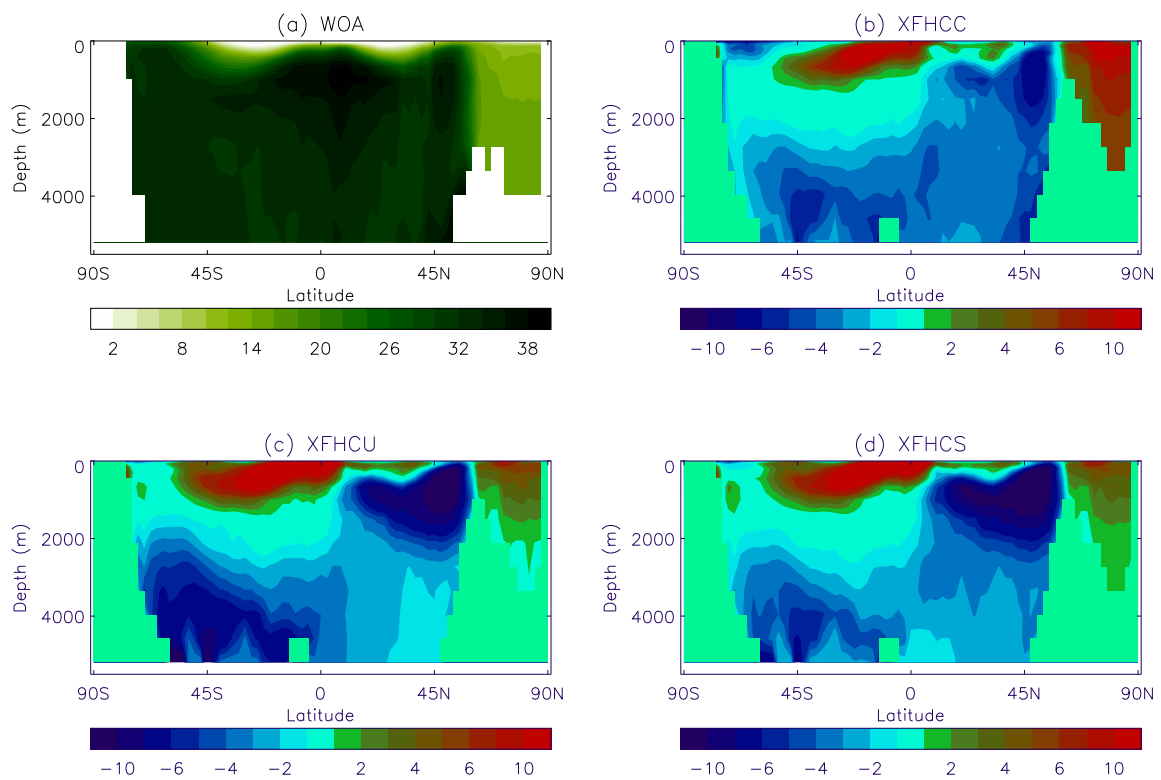 (a) WOA
0
2000
4000
Depth (m)
90S 45S 0 45N 90N
Latitude
2 8 14 20 26 32 38
(b) XFHCC
0
2000
4000
Depth (m)
90S 45S 0 45N 90N
Latitude
−10 −6 −4 −2 2 4 6 10
(c) XFHCU
0
2000
4000
Depth (m)
90S 45S 0 45N 90N
Latitude
−10 −6 −4 −2 2 4 6 10
(d) XFHCS
0
2000
4000
Depth (m)
90S 45S 0 45N 90N
Latitude
−10 −6 −4 −2 2 4 6 10